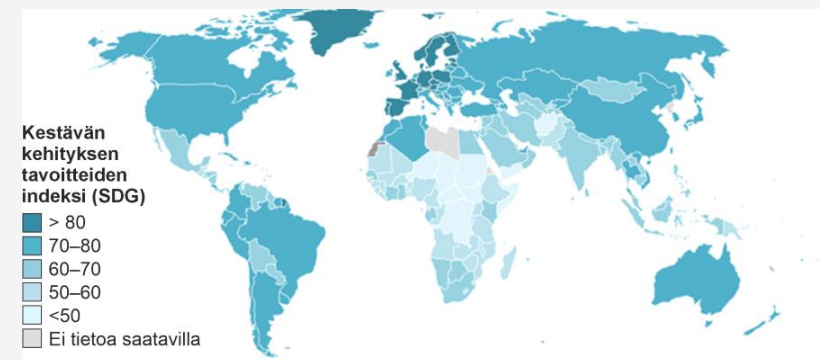 Kestävän
kehityksen
tavoitteiden
indeksi (SDG)
> 80
70–80
60–70
50–60
<50
Ei tietoa saatavilla